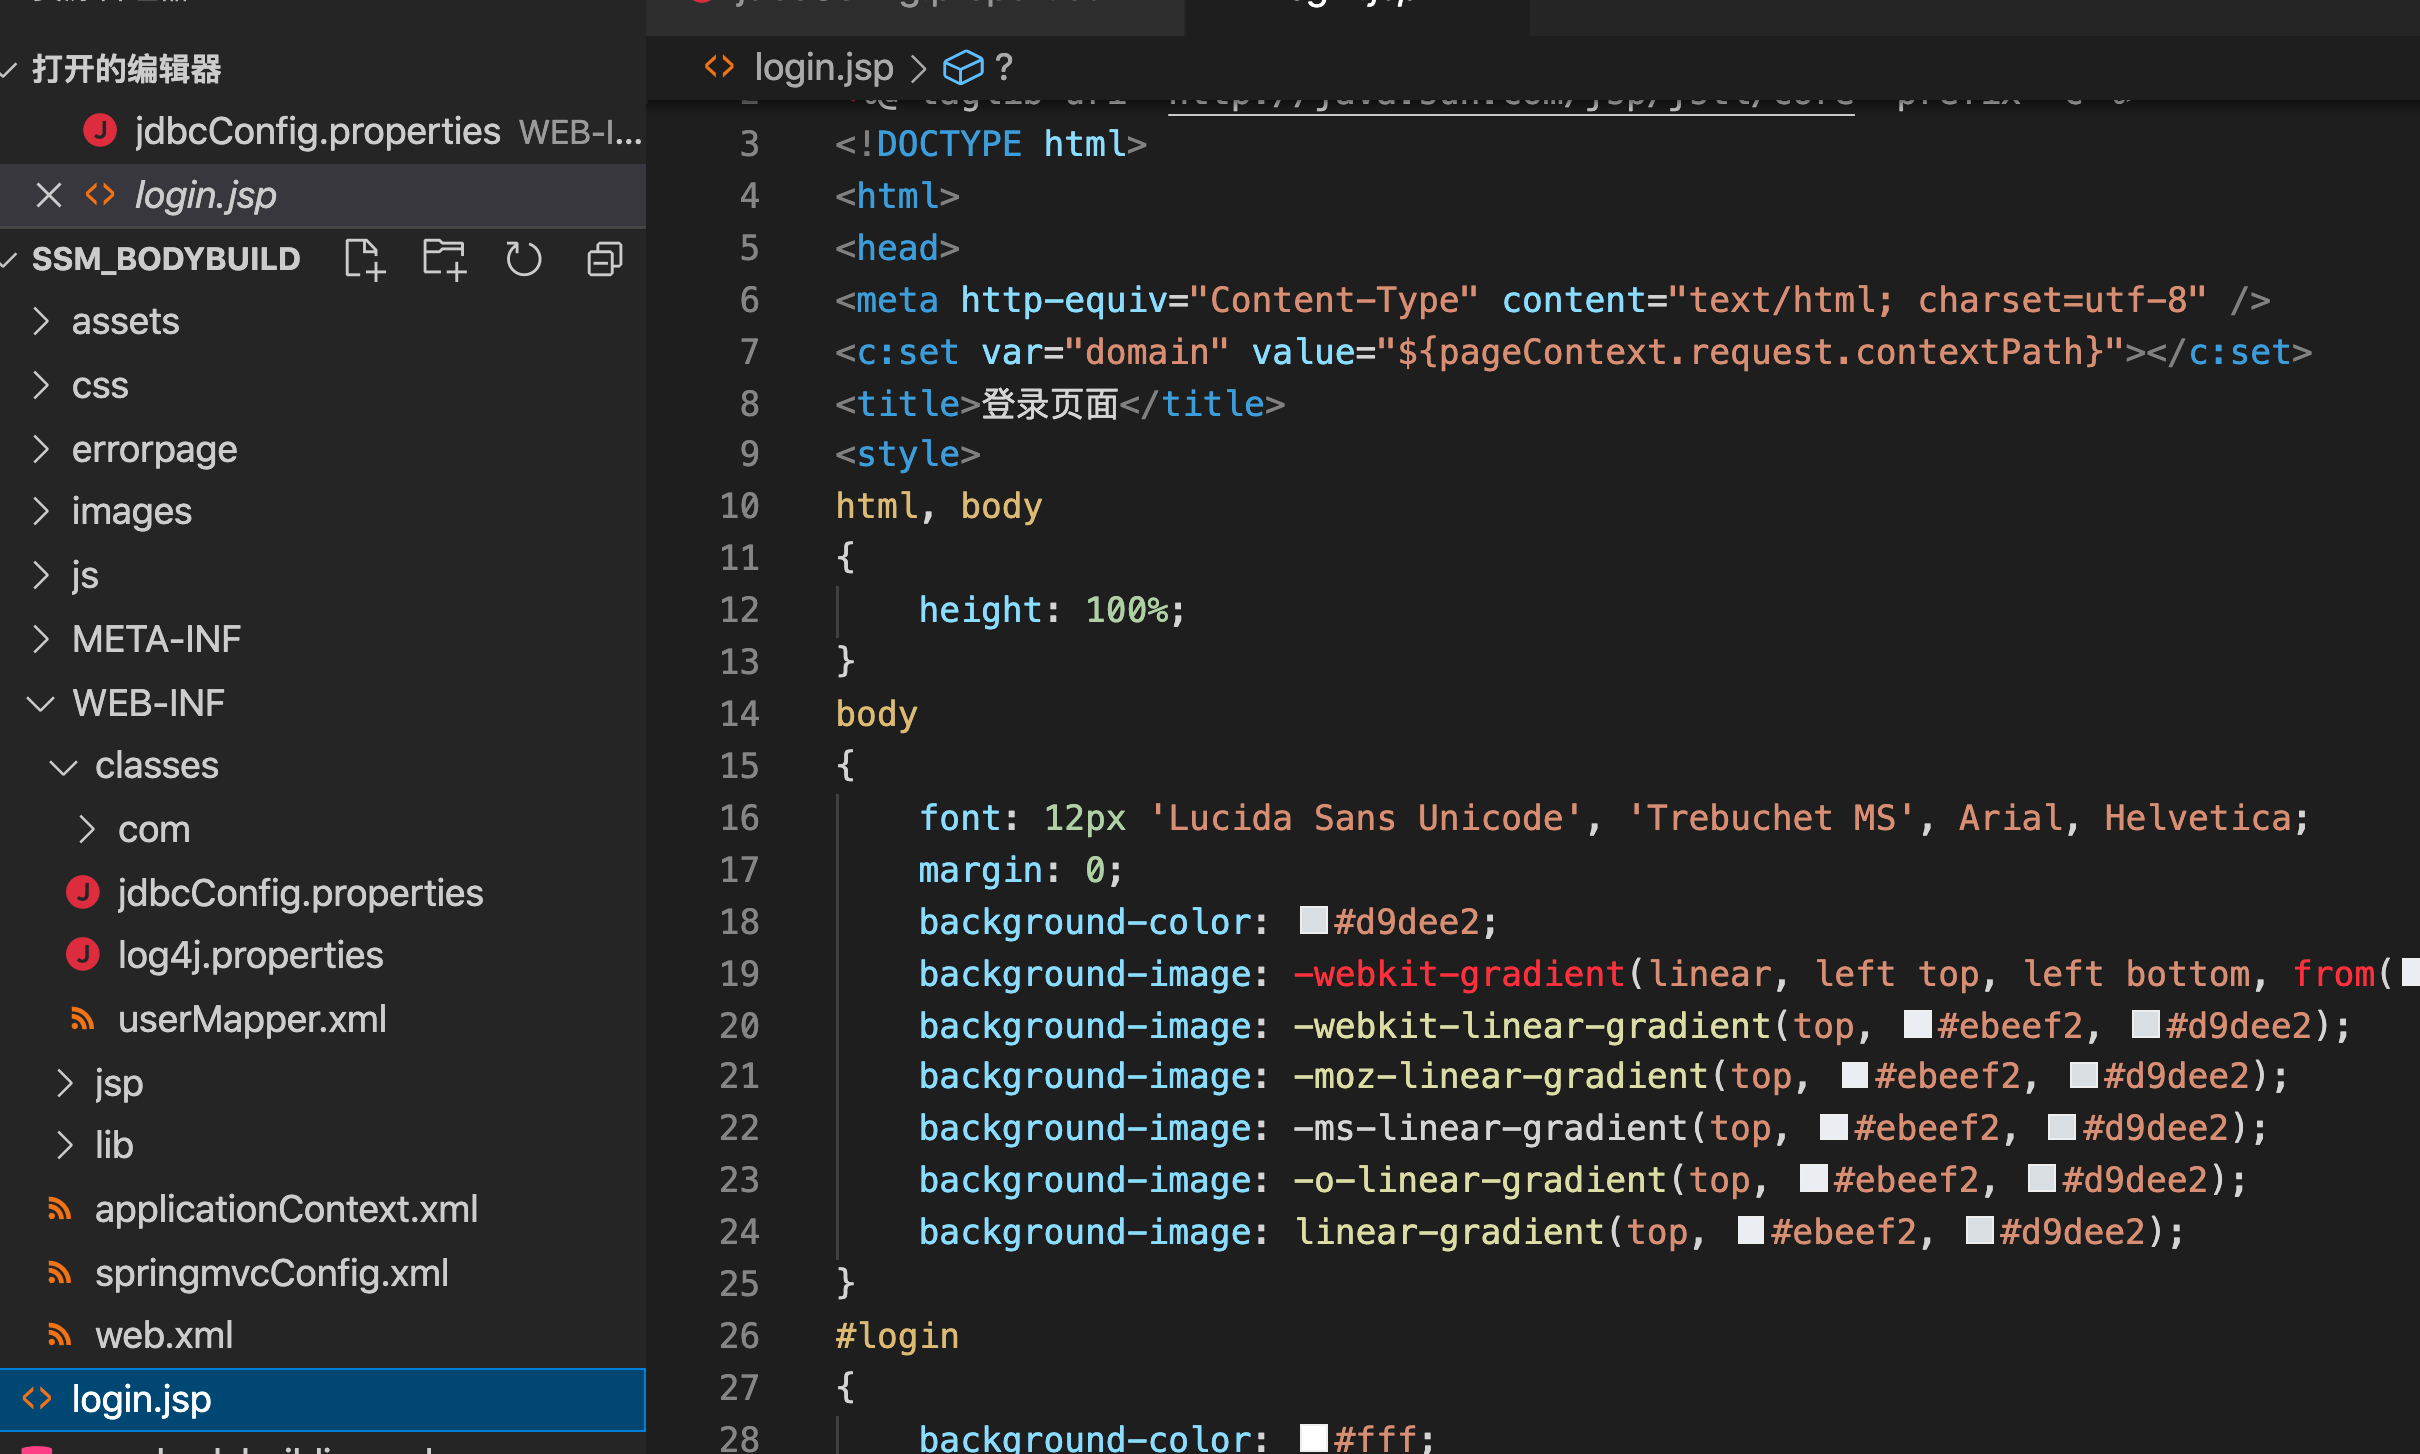 打开的编辑器
jdbcConfig.properties WEB-I...
login.jsp
SSM_BODYBUILD
assets
css
errorpage
images
js
META-INF
WEB-INF
classes
com
jdbcConfig.properties
log4j.properties
userMapper.xml
jsp
lib
applicationContext.xml
springmvcConfig.xml
web.xml
login.jsp
login.jsp > ?
3 <!DOCTYPE html>
4 <html>
5 <head>
6 <meta http-equiv="Content-Type" content="text/html; charset=utf-8" />
7 <c:set var="domain" value="${pageContext.request.contextPath}"></c:set>
8 <title>登录页面</title>
9 <style>
10 html, body
11 {
12 height: 100%;
13 }
14 body
15 {
16 font: 12px 'Lucida Sans Unicode', 'Trebuchet MS', Arial, Helvetica;
17 margin: 0;
18 background-color: #d9dee2;
19 background-image: -webkit-gradient(linear, left top, left bottom, from(
20 background-image: -webkit-linear-gradient(top, #ebeef2, #d9dee2);
21 background-image: -moz-linear-gradient(top, #ebeef2, #d9dee2);
22 background-image: -ms-linear-gradient(top, #ebeef2, #d9dee2);
23 background-image: -o-linear-gradient(top, #ebeef2, #d9dee2);
24 background-image: linear-gradient(top, #ebeef2, #d9dee2);
25 }
26 #login
27 {
28 background-color: #fff;